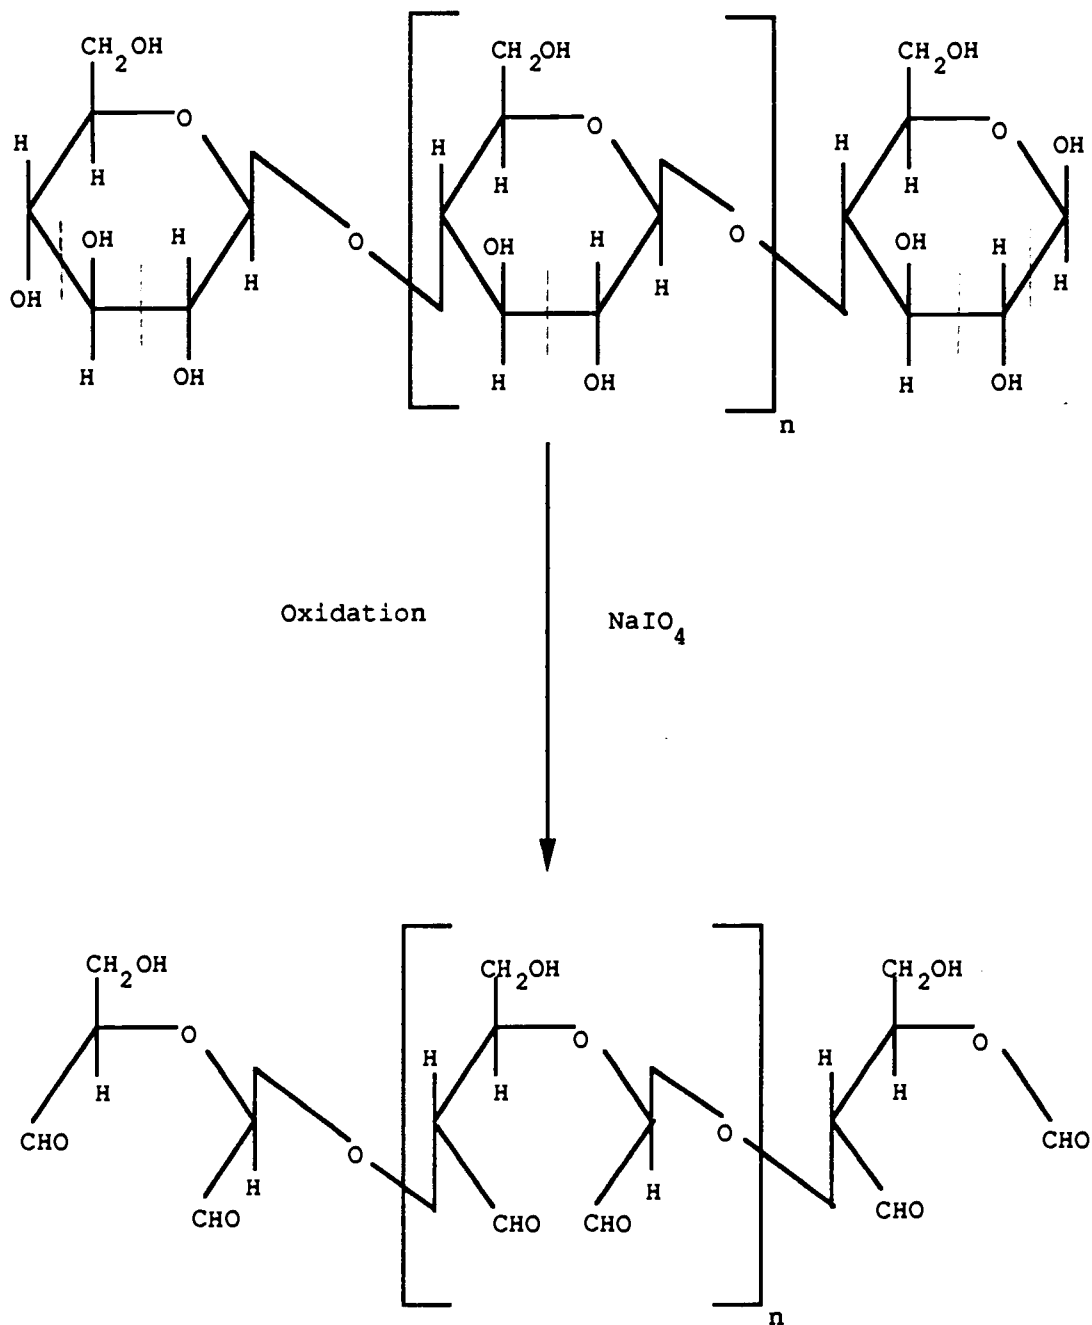 CH2OH CH2OH CH2OH
O O O
H H H OH
H H H
OH H OH H OH H
O O
OH H H H
H OH H OH H OH
n
Oxidation NaIO4
CH2OH CH2OH CH2OH
O O O
H H
H H H
CHO O O CHO
H H
CHO CHO CHO CHO
n